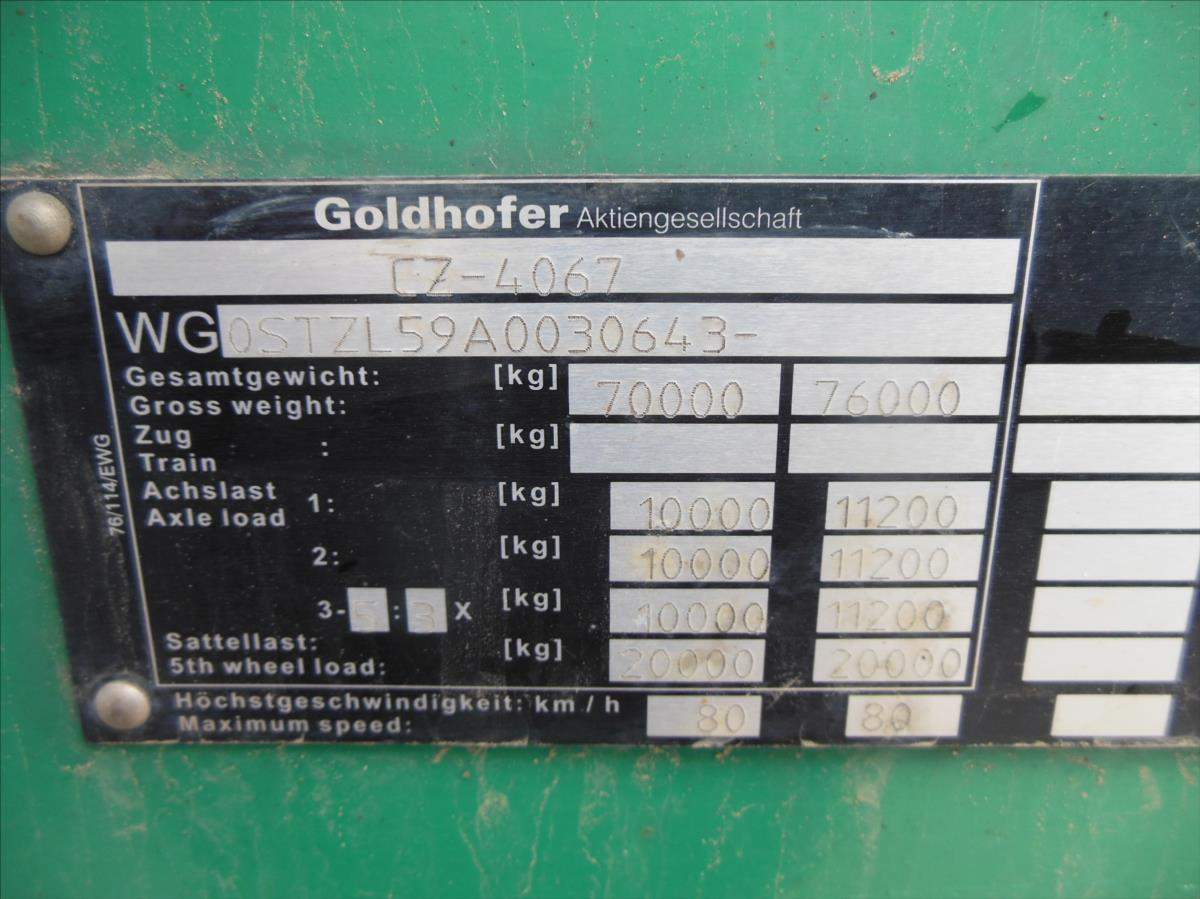 Goldhofer Aktiengesellschaft
CZ-4067
WG0STZL59A0030643-
Gesamtgewicht: [kg] 70000 76000
Gross weight:
Zug : [kg]
Train
Achslast 1: [kg] 10000 11200
Axle load
2: [kg] 10000 11200
3-5:3 X [kg] 10000 11200
Sattellast: [kg] 20000 20000
5th wheel load:
Höchstgeschwindigkeit: km / h 80 80
Maximum speed:
76/114/EWG